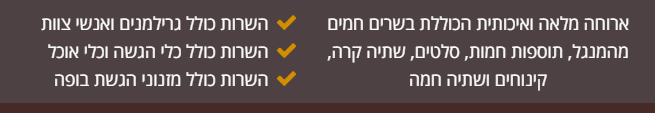 ארוחה מלאה ואיכותית הכוללת בשרים חמים
מהמנגל, תוספות חמות, סלטים, שתיה קרה,
קינוחים ושתיה חמה
השרות כולל גרילמנים ואנשי צוות
השרות כולל כלי הגשה וכלי אוכל
השרות כולל מזנוני הגשת בופה